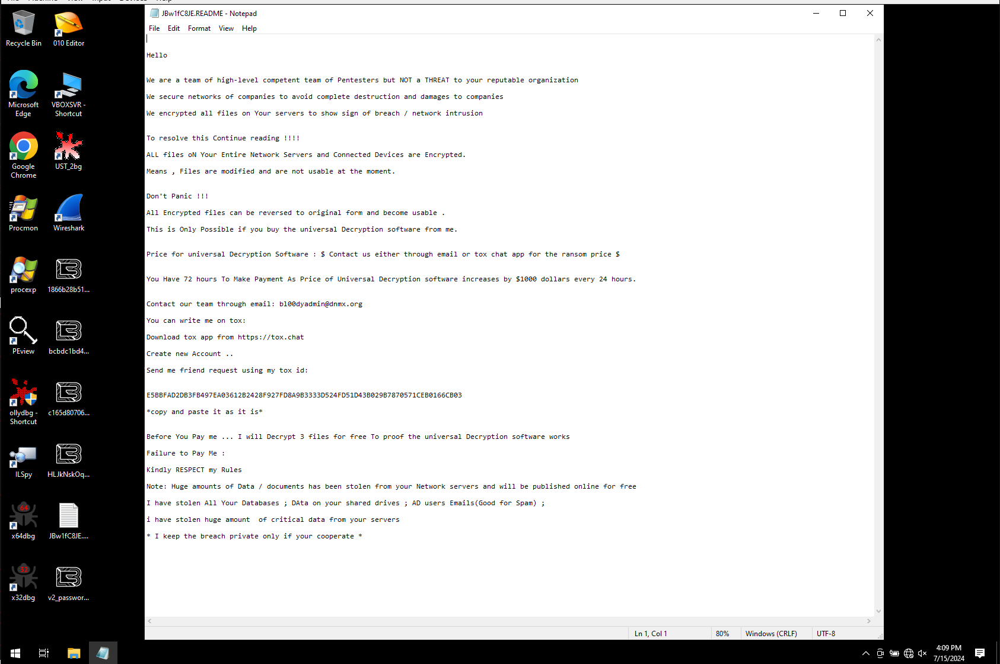 JBw1fC8JE.README - Notepad
File Edit Format View Help
Hello
We are a team of high-level competent team of Pentesters but NOT a THREAT to your reputable organization
We secure networks of companies to avoid complete destruction and damages to companies
We encrypted all files on Your servers to show sign of breach / network intrusion
To resolve this Continue reading !!!!
ALL files oN Your Entire Network Servers and Connected Devices are Encrypted.
Means , Files are modified and are not usable at the moment.
Don't Panic !!!
All Encrypted files can be reversed to original form and become usable .
This is Only Possible if you buy the universal Decryption software from me.
Price for universal Decryption Software : $ Contact us either through email or tox chat app for the ransom price $
You Have 72 hours To Make Payment As Price of Universal Decryption software increases by $1000 dollars every 24 hours.
Contact our team through email: bl00dyadmin@dnmx.org
You can write me on tox:
Download tox app from https://tox.chat
Create new Account ..
Send me friend request using my tox id:
E5BBFAD2DB3FB497EA03612B2428F927FD8A9B3333D524FD51D43B029B7870571CEB0166CB03
*copy and paste it as it is*
Before You Pay me ... I will Decrypt 3 files for free To proof the universal Decryption software works
Failure to Pay Me :
Kindly RESPECT my Rules
Note: Huge amounts of Data / documents has been stolen from your Network servers and will be published online for free
I have stolen All Your Databases ; DAta on your shared drives ; AD users Emails(Good for Spam) ;
i have stolen huge amount  of critical data from your servers
* I keep the breach private only if your cooperate *
Ln 1, Col 1
80%
Windows (CRLF)
UTF-8
Recycle Bin
010 Editor
Microsoft
Edge
VBOXSVR -
Shortcut
Google
Chrome
UST_2bg
Procmon
Wireshark
procexp
1866b28b51...
PEview
bcbdc1bd4...
ollydbg -
Shortcut
c165d80706...
ILSpy
HLJkNskOq...
64
x64dbg
JBw1fC8JE....
32
x32dbg
v2_passwor...
4:09 PM
7/15/2024